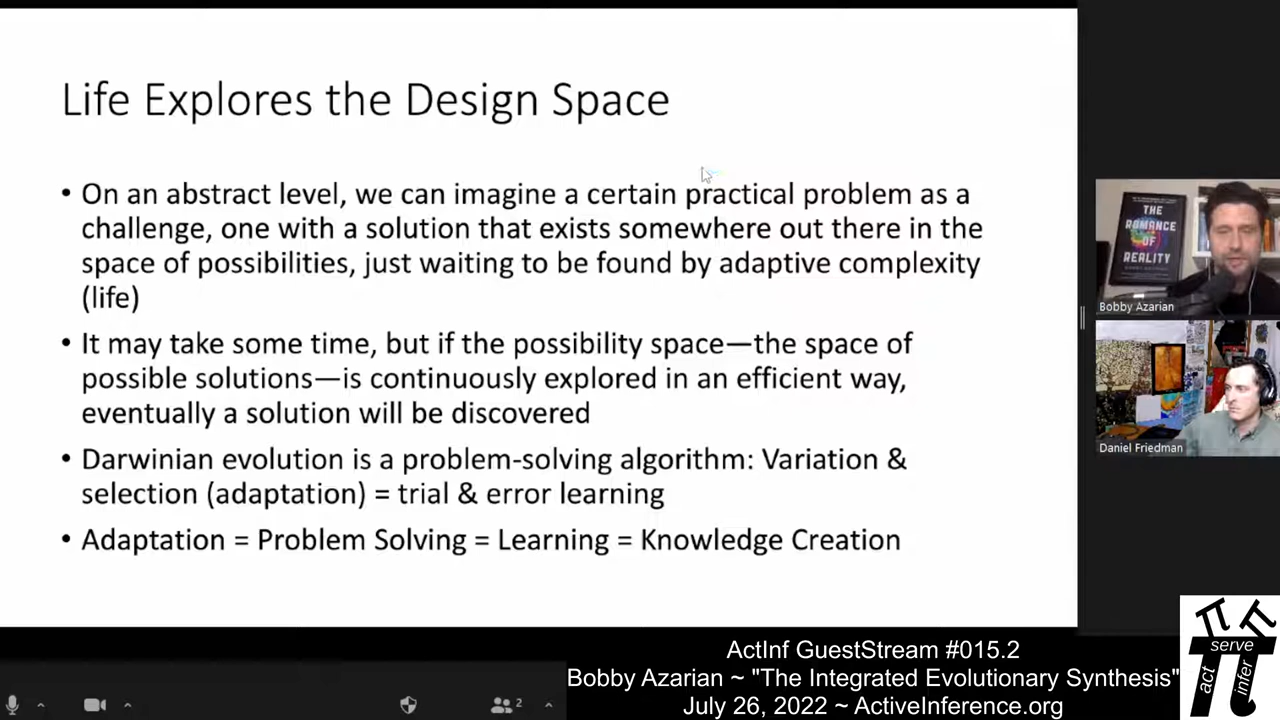 Life Explores the Design Space
• On an abstract level, we can imagine a certain practical problem as a
challenge, one with a solution that exists somewhere out there in the
space of possibilities, just waiting to be found by adaptive complexity
(life)
• It may take some time, but if the possibility space—the space of
possible solutions—is continuously explored in an efficient way,
eventually a solution will be discovered
• Darwinian evolution is a problem-solving algorithm: Variation &
selection (adaptation) = trial & error learning
• Adaptation = Problem Solving = Learning = Knowledge Creation
THE
ROMANCE
OF
REALITY
Bobby Azarian
Daniel Friedman
2
ActInf GuestStream #015.2
Bobby Azarian ~ "The Integrated Evolutionary Synthesis"
July 26, 2022 ~ ActiveInference.org
serve
act
infer